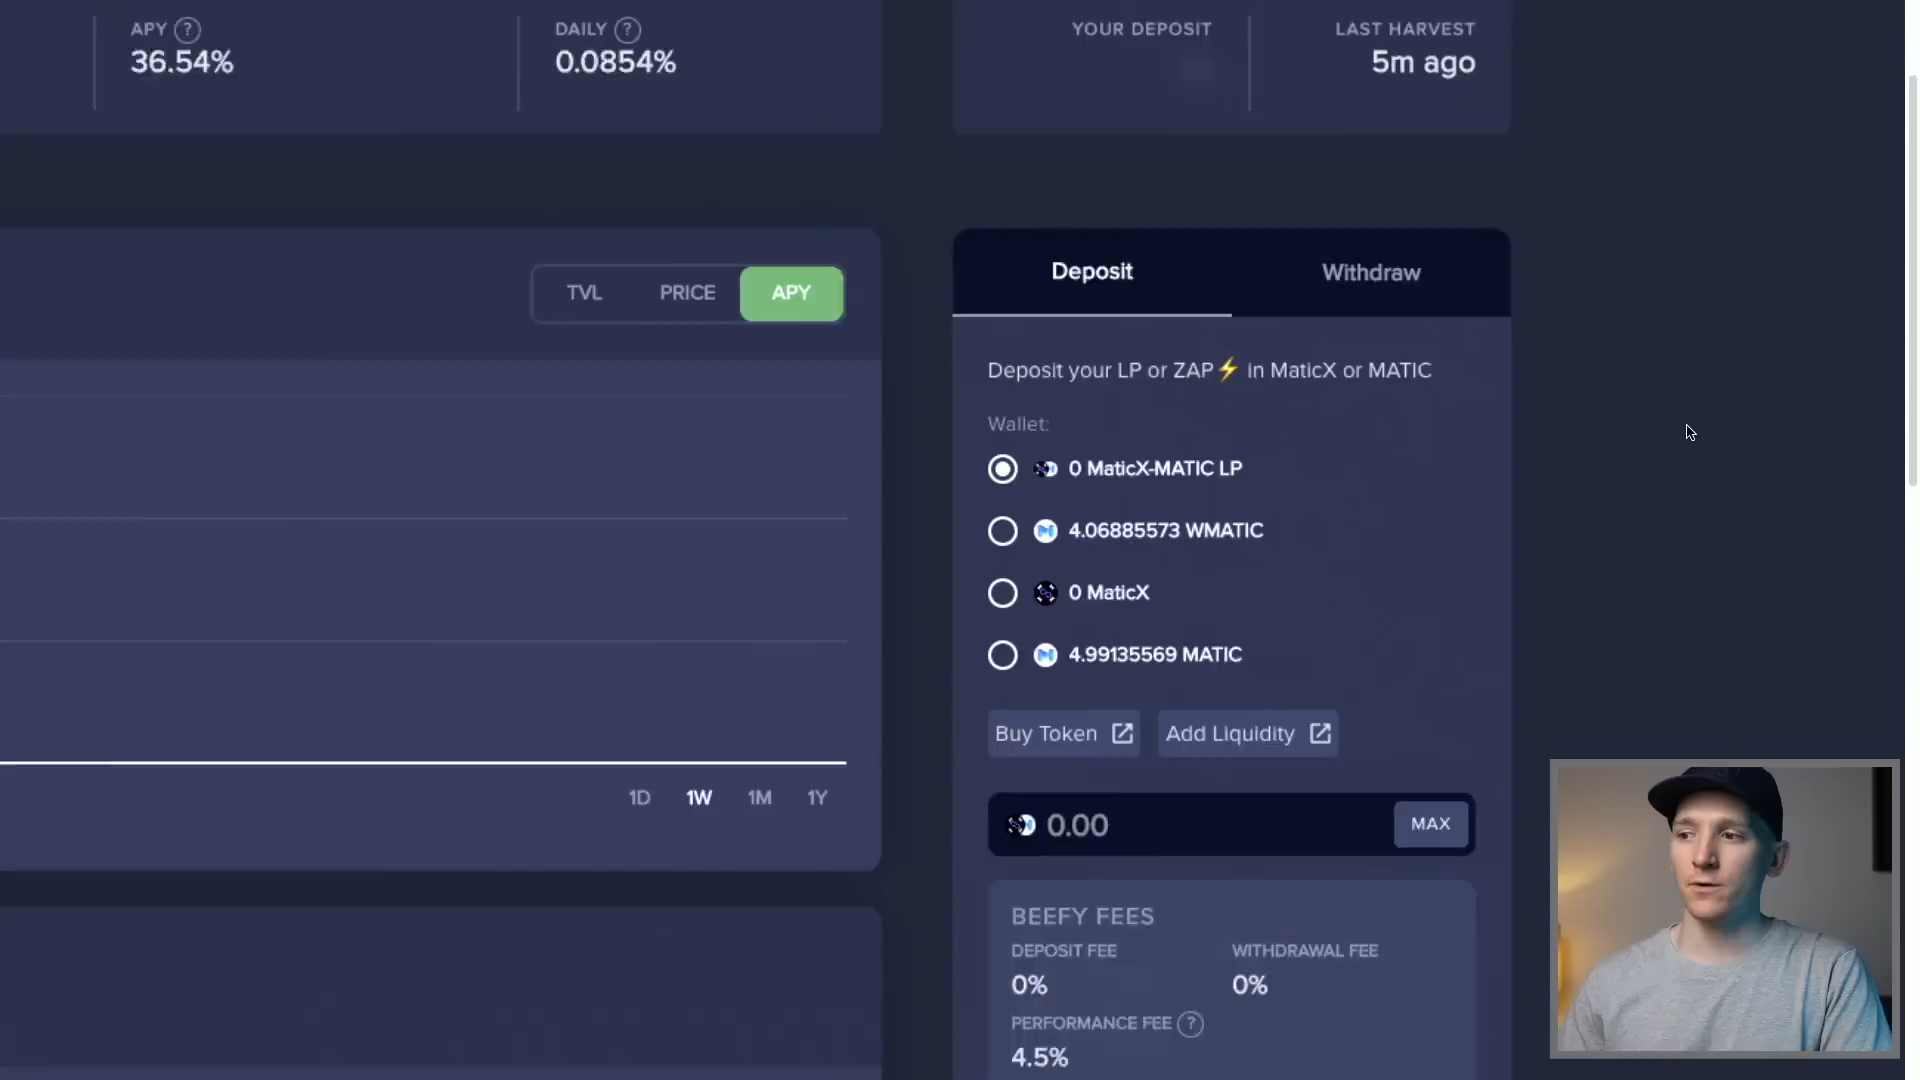 APY ?
36.54%
DAILY ?
0.0854%
YOUR DEPOSIT
LAST HARVEST
5m ago
TVL
PRICE
APY
1D
1W
1M
1Y
Deposit
Withdraw
Deposit your LP or ZAP⚡ in MaticX or MATIC
Wallet:
0 MaticX-MATIC LP
4.06885573 WMATIC
0 MaticX
4.99135569 MATIC
Buy Token
Add Liquidity
0.00
MAX
BEEFY FEES
DEPOSIT FEE
0%
WITHDRAWAL FEE
0%
PERFORMANCE FEE ?
4.5%